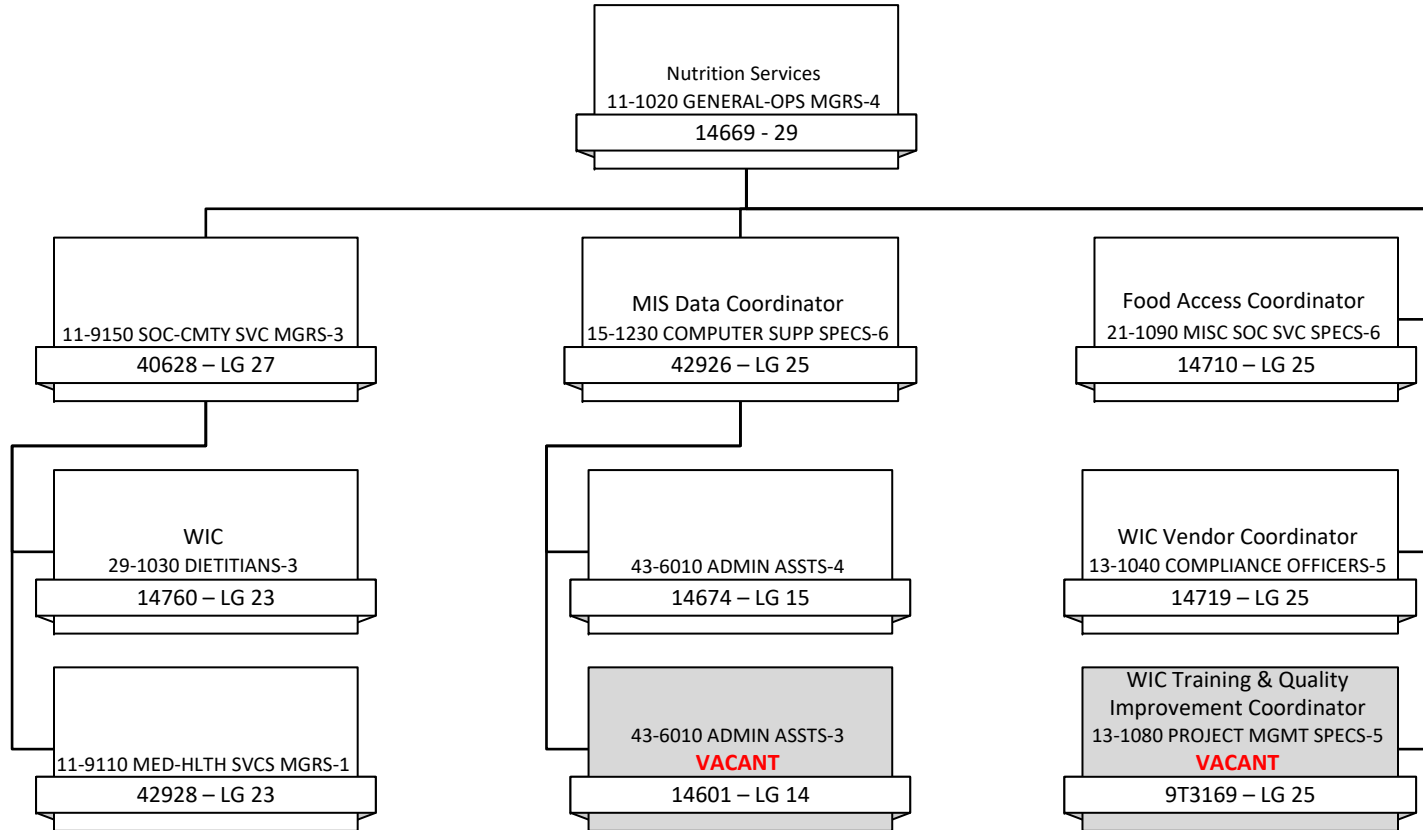 Nutrition Services
11-1020 GENERAL-OPS MGRS-4
14669 - 29
11-9150 SOC-CMTY SVC MGRS-3
40628 – LG 27
MIS Data Coordinator
15-1230 COMPUTER SUPP SPECS-6
42926 – LG 25
Food Access Coordinator
21-1090 MISC SOC SVC SPECS-6
14710 – LG 25
WIC
29-1030 DIETITIANS-3
14760 – LG 23
43-6010 ADMIN ASSTS-4
14674 – LG 15
WIC Vendor Coordinator
13-1040 COMPLIANCE OFFICERS-5
14719 – LG 25
11-9110 MED-HLTH SVCS MGRS-1
42928 – LG 23
43-6010 ADMIN ASSTS-3
VACANT
14601 – LG 14
WIC Training & Quality
Improvement Coordinator
13-1080 PROJECT MGMT SPECS-5
VACANT
9T3169 – LG 25